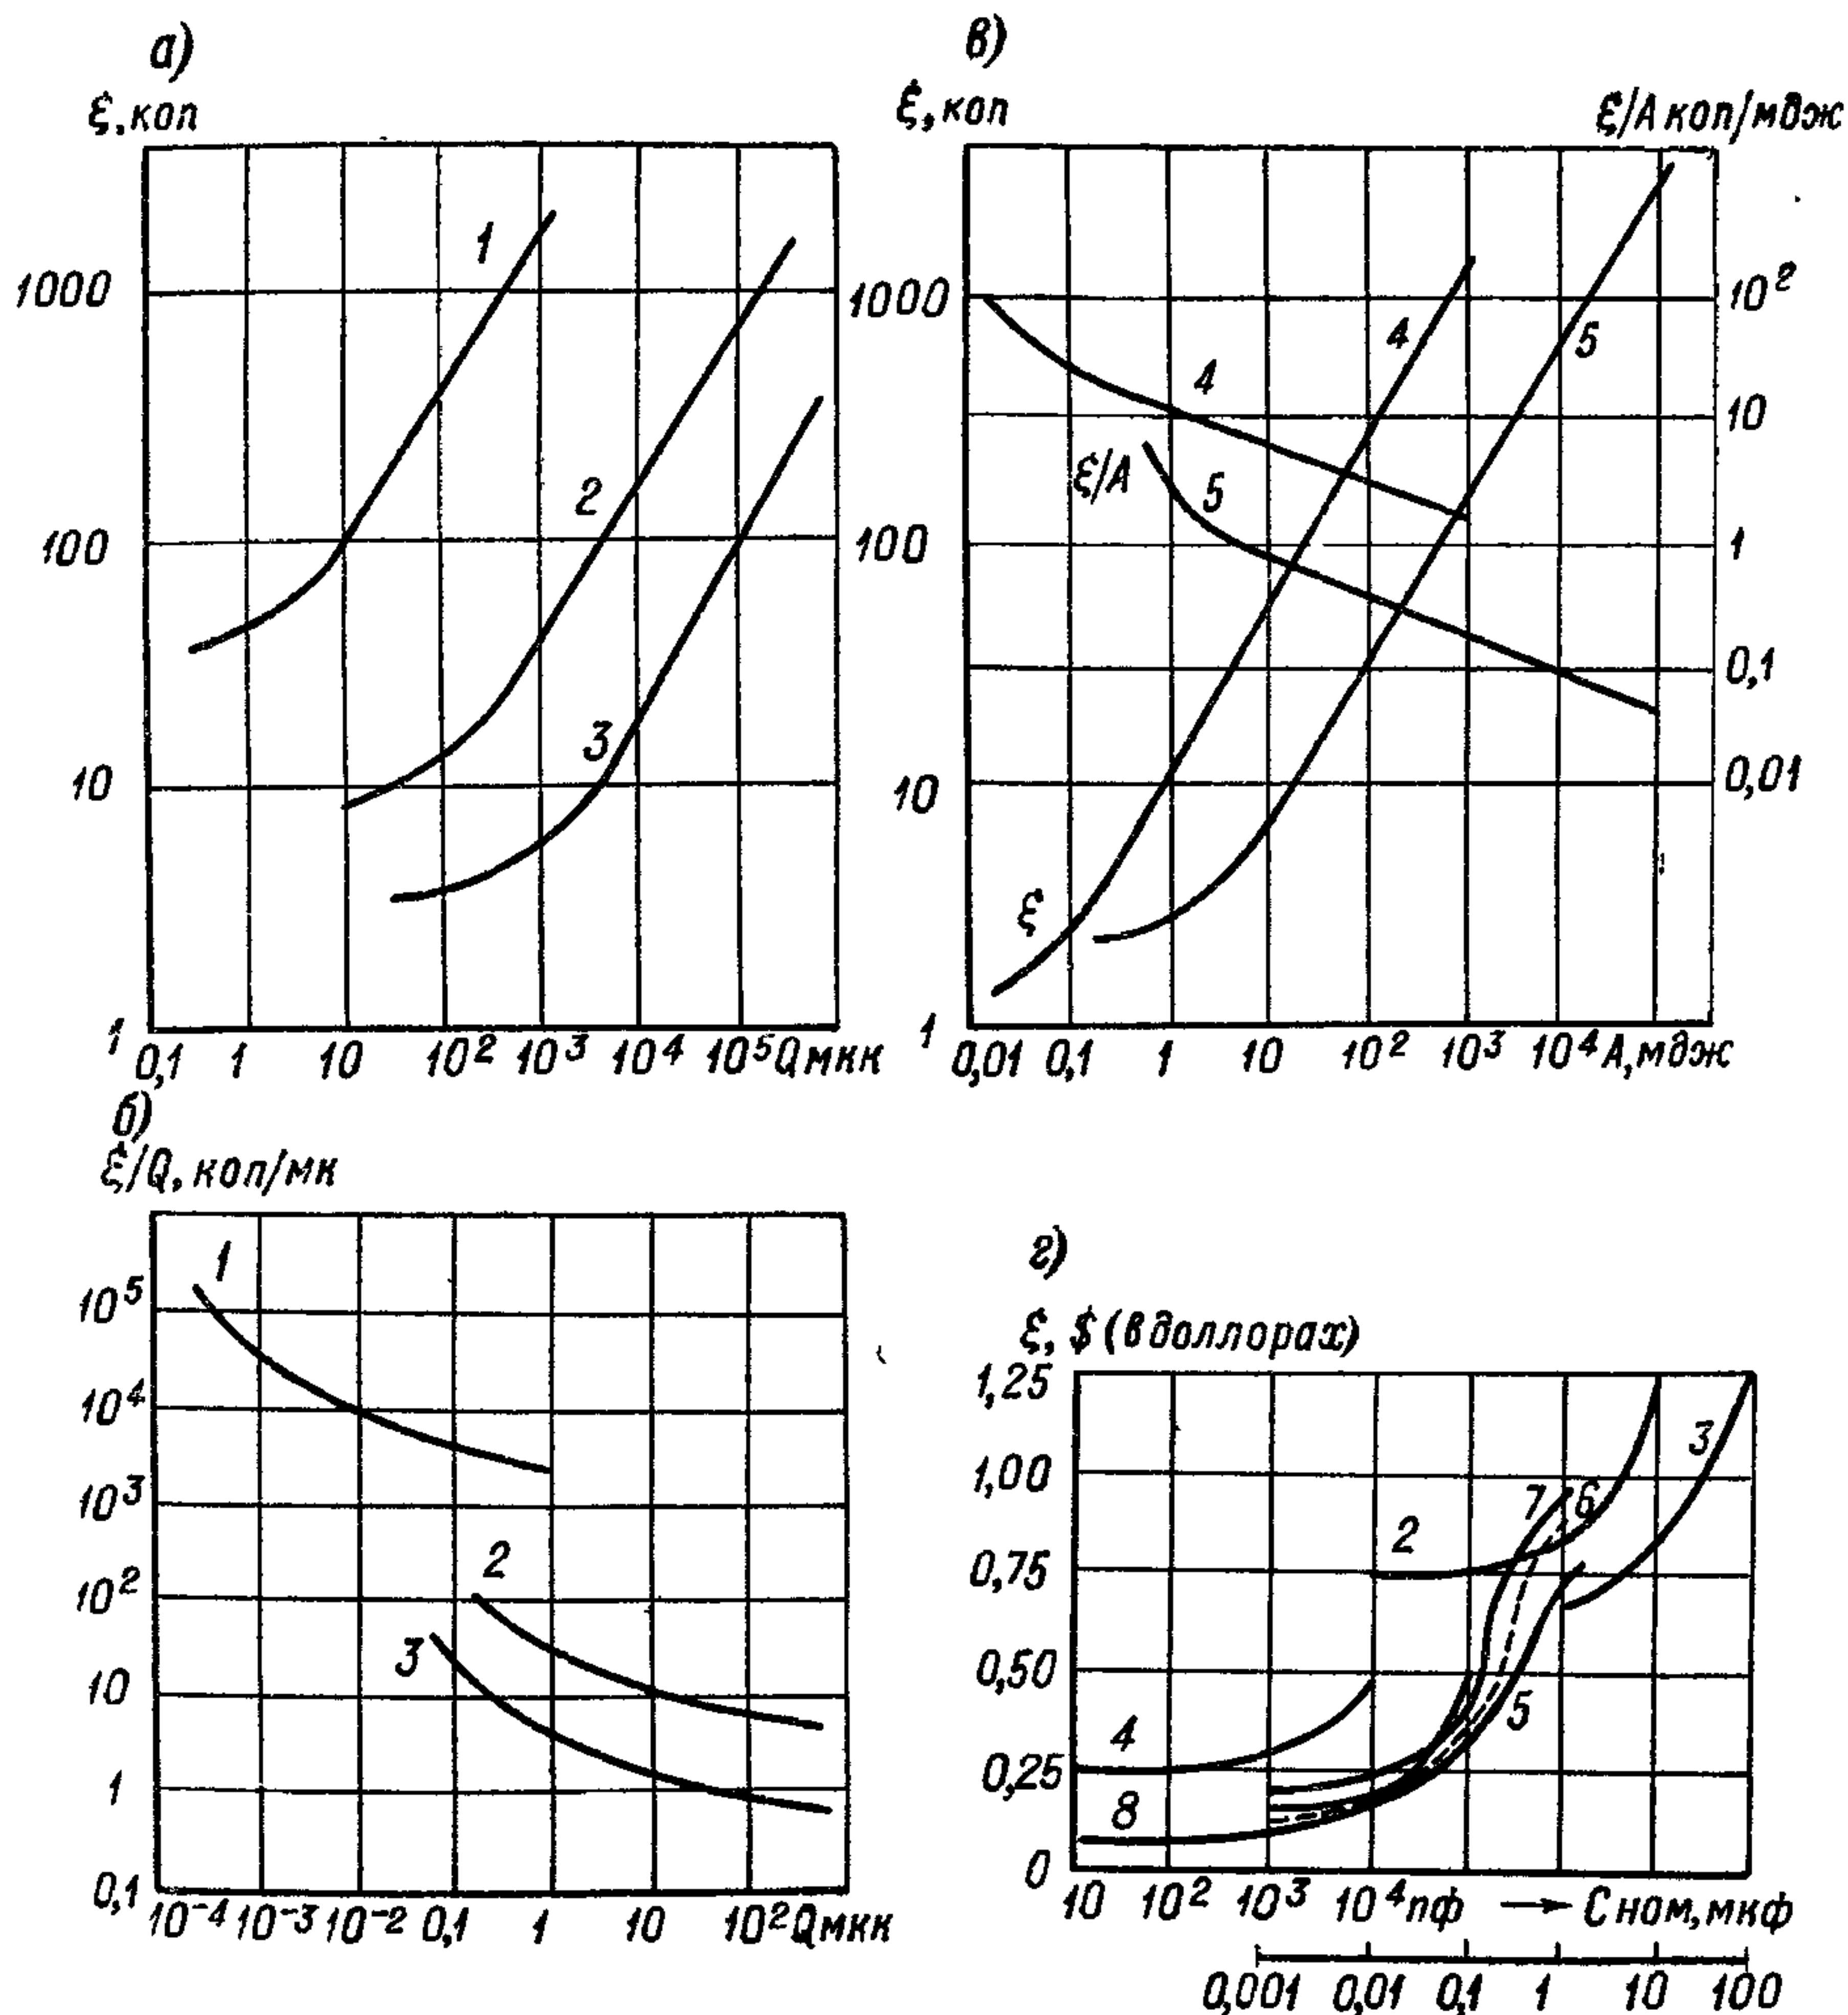 а)
ξ, коп
1000
100
10
1
0,1 1 10 10² 10³ 10⁴ 10⁵ Q мкк
1
2
3
в)
ξ, коп
ξ/А коп/мдж
1000
100
10
1
10²
10
1
0,1
0,01
0,01 0,1 1 10 10² 10³ 10⁴ А, мдж
4
5
4
ξ/А
5
ξ
б)
ξ/Q, коп/мк
10⁵
10⁴
10³
10²
10
1
0,1
10⁻⁴ 10⁻³ 10⁻² 0,1 1 10 10² Q мкк
1
2
3
г)
ξ, $ (в доллорах)
1,25
1,00
0,75
0,50
0,25
0
10 10² 10³ 10⁴ пф → С ном, мкф
0,001 0,01 0,1 1 10 100
3
7 6
2
5
4
8